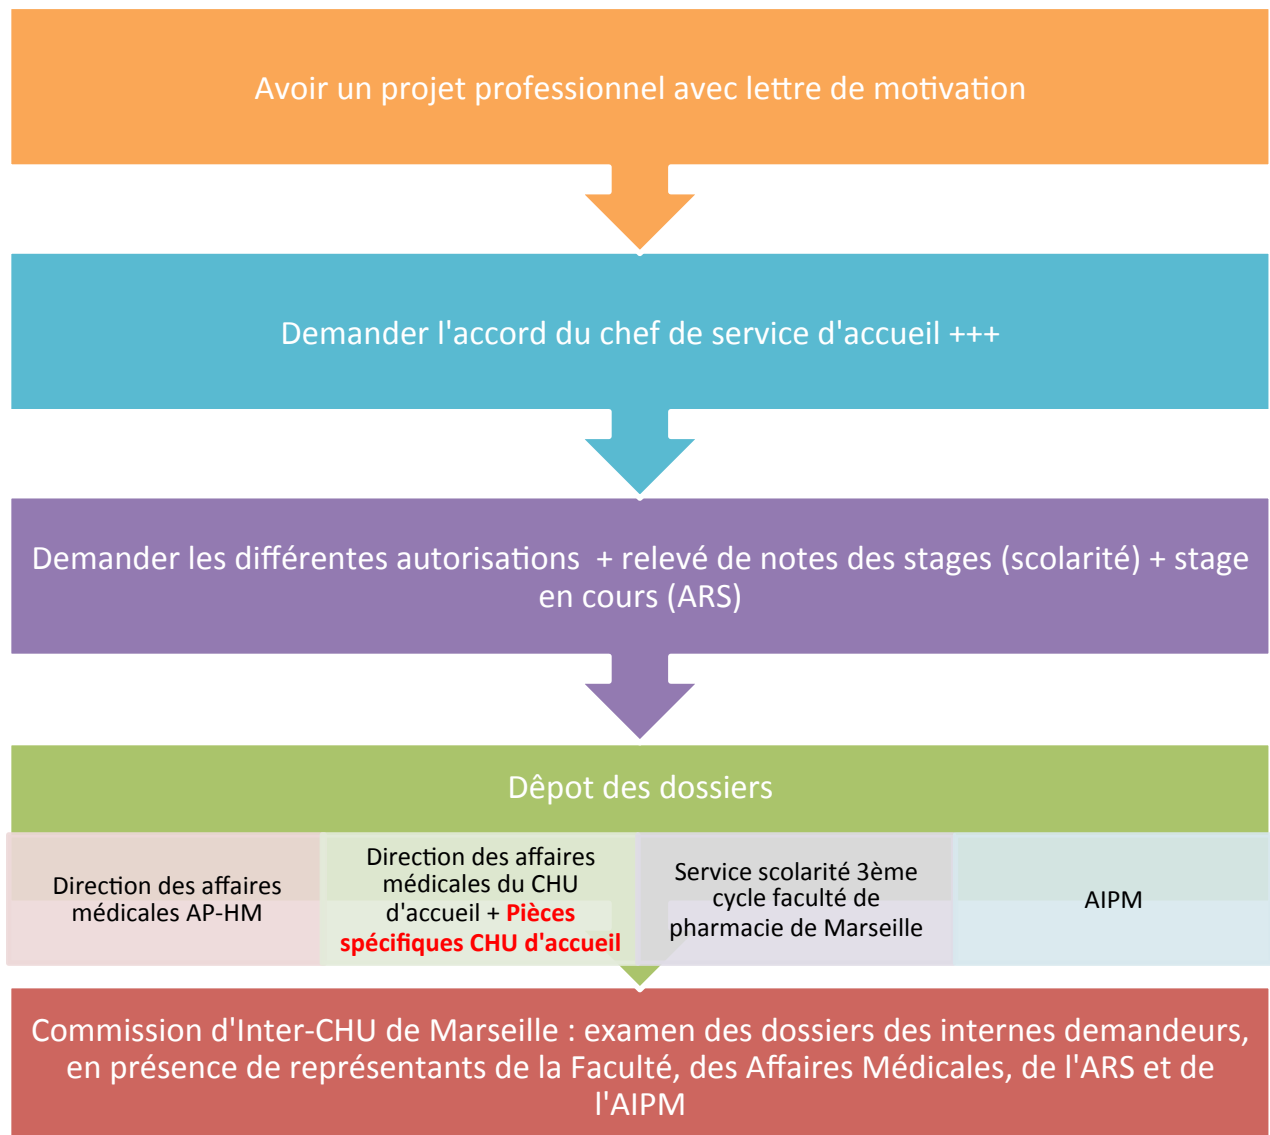 Avoir un projet professionnel avec lettre de motivation
Demander l'accord du chef de service d'accueil +++
Demander les différentes autorisations + relevé de notes des stages (scolarité) + stage
en cours (ARS)
Dêpot des dossiers
Direction des affaires
médicales AP-HM
Direction des affaires
médicales du CHU
d'accueil + Pièces
spécifiques CHU d'accueil
Service scolarité 3ème
cycle faculté de
pharmacie de Marseille
AIPM
Commission d'Inter-CHU de Marseille : examen des dossiers des internes demandeurs,
en présence de représentants de la Faculté, des Affaires Médicales, de l'ARS et de
l'AIPM